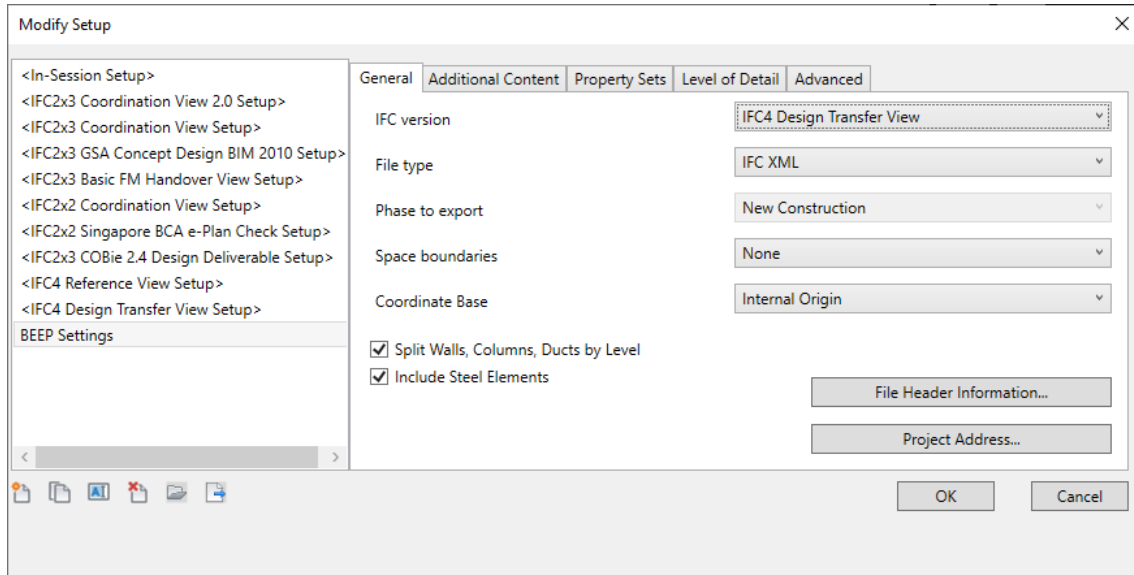 Modify Setup
<In-Session Setup>
<IFC2x3 Coordination View 2.0 Setup>
<IFC2x3 Coordination View Setup>
<IFC2x3 GSA Concept Design BIM 2010 Setup>
<IFC2x3 Basic FM Handover View Setup>
<IFC2x2 Coordination View Setup>
<IFC2x2 Singapore BCA e-Plan Check Setup>
<IFC2x3 COBie 2.4 Design Deliverable Setup>
<IFC4 Reference View Setup>
<IFC4 Design Transfer View Setup>
BEEP Settings
General Additional Content Property Sets Level of Detail Advanced
IFC version IFC4 Design Transfer View
File type IFC XML
Phase to export New Construction
Space boundaries None
Coordinate Base Internal Origin
Split Walls, Columns, Ducts by Level
Include Steel Elements
File Header Information...
Project Address...
AI
OK Cancel